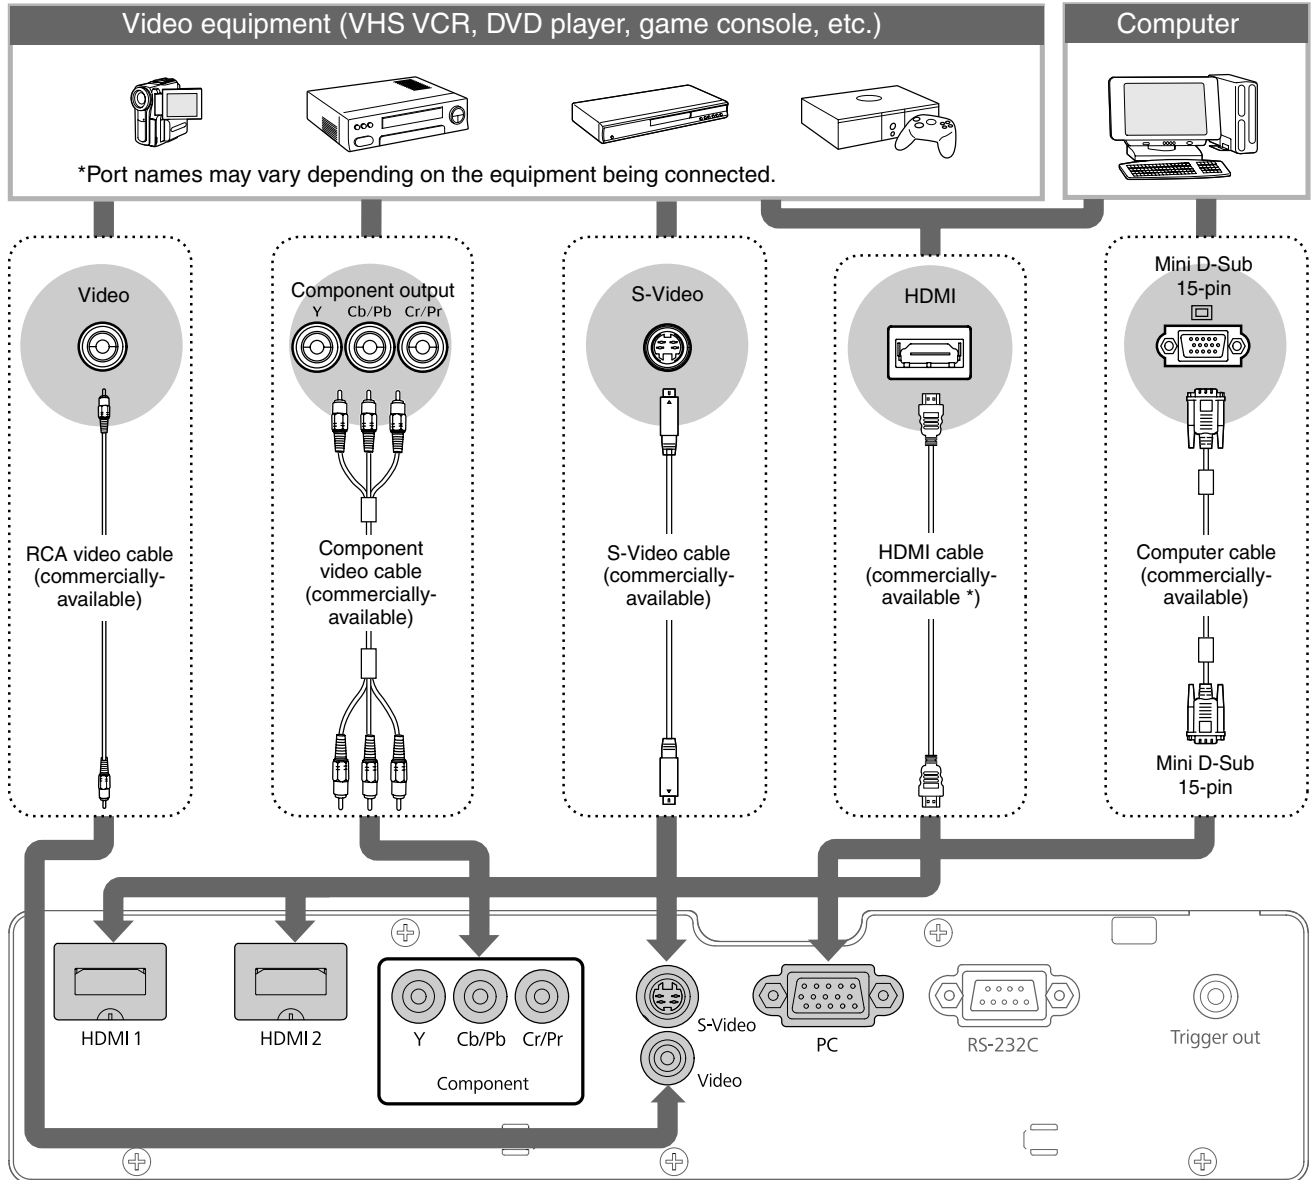 Video equipment (VHS VCR, DVD player, game console, etc.)
Computer
*Port names may vary depending on the equipment being connected.
Video
Component output
Y Cb/Pb Cr/Pr
S-Video
HDMI
Mini D-Sub
15-pin
RCA video cable
(commercially-
available)
Component
video cable
(commercially-
available)
S-Video cable
(commercially-
available)
HDMI cable
(commercially-
available *)
Computer cable
(commercially-
available)
Mini D-Sub
15-pin
HDMI 1
HDMI 2
Y Cb/Pb Cr/Pr
Component
S-Video
Video
PC
RS-232C
Trigger out